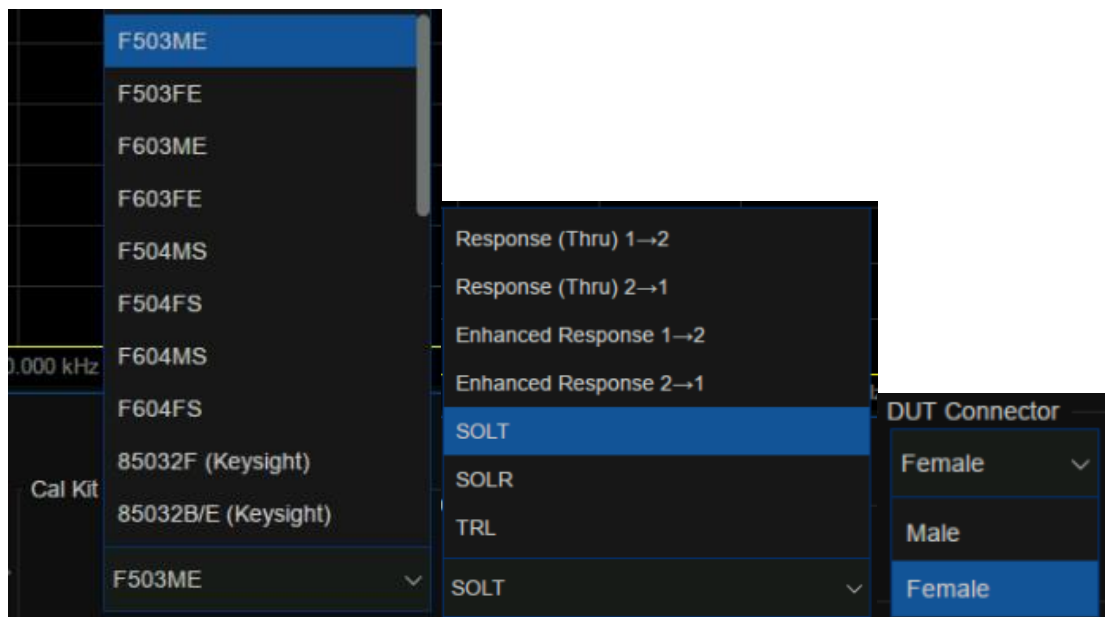 F503ME
F503FE
F603ME
F603FE
F504MS
F504FS
F604MS
F604FS
85032F (Keysight)
85032B/E (Keysight)
.000 kHz
Cal Kit
F503ME
Response (Thru) 1→2
Response (Thru) 2→1
Enhanced Response 1→2
Enhanced Response 2→1
SOLT
SOLR
TRL
SOLT
DUT Connector
Female
Male
Female